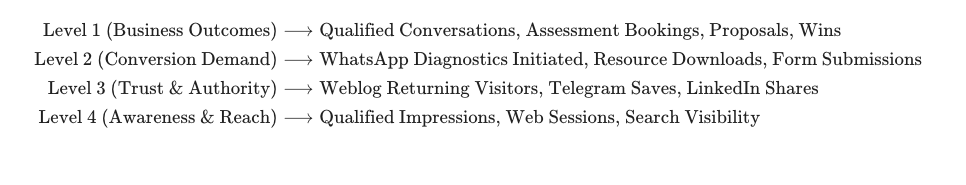 Level 1 (Business Outcomes) ⟶ Qualified Conversations, Assessment Bookings, Proposals, Wins
Level 2 (Conversion Demand) ⟶ WhatsApp Diagnostics Initiated, Resource Downloads, Form Submissions
Level 3 (Trust & Authority) ⟶ Weblog Returning Visitors, Telegram Saves, LinkedIn Shares
Level 4 (Awareness & Reach) ⟶ Qualified Impressions, Web Sessions, Search Visibility